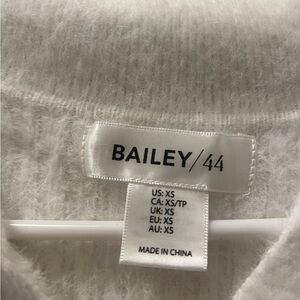 BAILEY/44
US: XS
CA: XS/TP
UK: XS
EU: XS
AU: XS
MADE IN CHINA